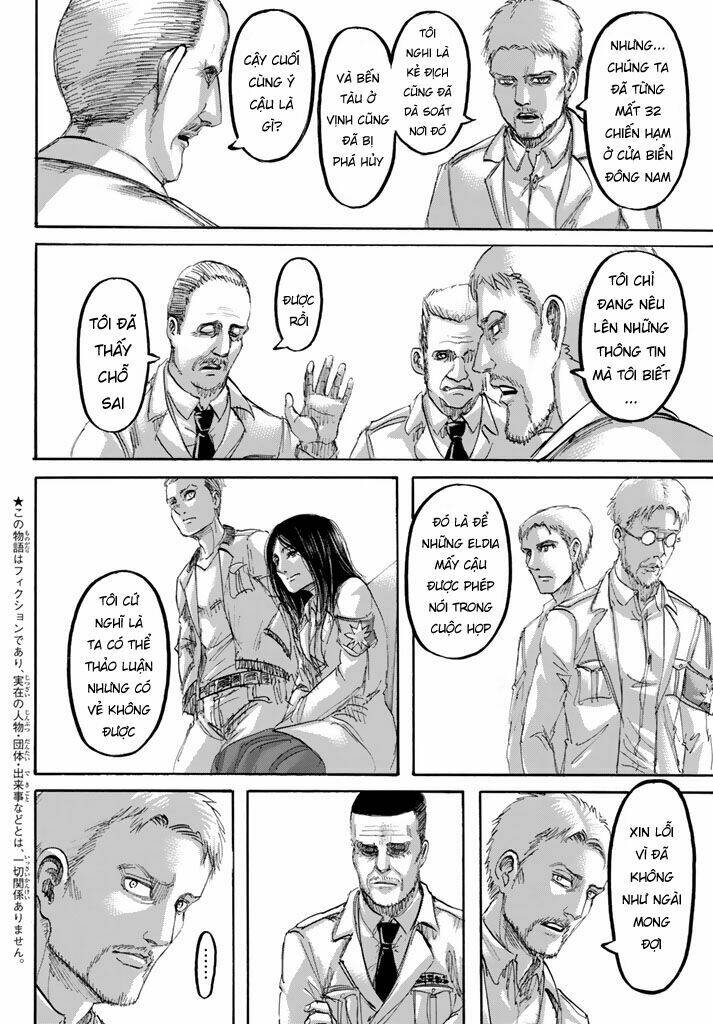 NHƯNG...
CHÚNG TA
ĐÃ TỪNG
MẤT 32
CHIẾN HẠM
Ở CỬA BIỂN
ĐÔNG NAM
TÔI
NGHI LÀ
KẺ ĐỊCH
CŨNG ĐÃ
DÀ SOÁT
NƠI ĐÓ
VÀ BẾN
TÀU Ở
VỊNH CŨNG
ĐÃ BỊ
PHÁ HỦY
CẬY CUỐI
CÙNG Ý
CẬU LÀ
GÌ?
TÔI CHỈ
ĐANG NÊU
LÊN NHỮNG
THÔNG TIN
MÀ TÔI BIẾT
...
ĐƯỢC
RỒI
TÔI ĐÃ
THẤY
CHỖ
SAI
ĐÓ LÀ ĐỂ
NHỮNG ELDIA
MẤY CẬU
ĐƯỢC PHÉP
NÓI TRONG
CUỘC HỌP
TÔI CỨ
NGHĨ LÀ
TA CÓ THỂ
THẢO LUẬN
NHƯNG CÓ
VẺ KHÔNG
ĐƯỢC
XIN LỖI
VÌ ĐÃ
KHÔNG
NHƯ NGÀI
MONG
ĐỢI
......
★この物語はフィクションであり、実在の人物・団体・出来事などとは、一切関係ありません。